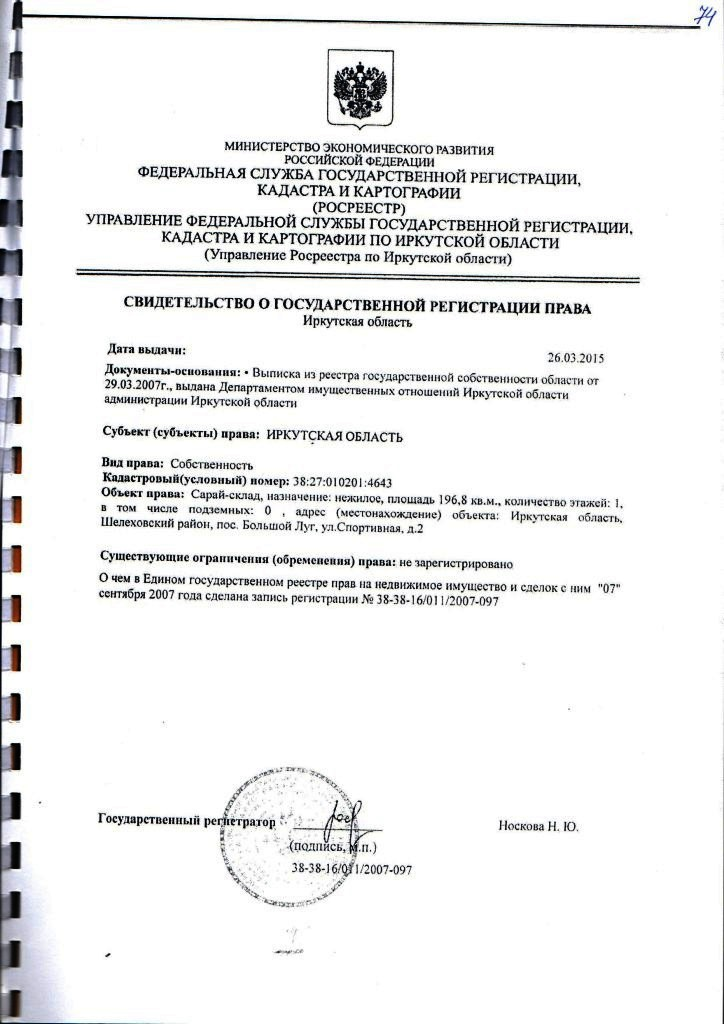 74
МИНИСТЕРСТВО ЭКОНОМИЧЕСКОГО РАЗВИТИЯ
РОССИЙСКОЙ ФЕДЕРАЦИИ
ФЕДЕРАЛЬНАЯ СЛУЖБА ГОСУДАРСТВЕННОЙ РЕГИСТРАЦИИ,
КАДАСТРА И КАРТОГРАФИИ
(РОСРЕЕСТР)
УПРАВЛЕНИЕ ФЕДЕРАЛЬНОЙ СЛУЖБЫ ГОСУДАРСТВЕННОЙ РЕГИСТРАЦИИ,
КАДАСТРА И КАРТОГРАФИИ ПО ИРКУТСКОЙ ОБЛАСТИ
(Управление Росреестра по Иркутской области)
СВИДЕТЕЛЬСТВО О ГОСУДАРСТВЕННОЙ РЕГИСТРАЦИИ ПРАВА
Иркутская область
Дата выдачи: 26.03.2015
Документы-основания: • Выписка из реестра государственной собственности области от
29.03.2007г., выдана Департаментом имущественных отношений Иркутской области
администрации Иркутской области
Субъект (субъекты) права: ИРКУТСКАЯ ОБЛАСТЬ
Вид права: Собственность
Кадастровый(условный) номер: 38:27:010201:4643
Объект права: Сарай-склад, назначение: нежилое, площадь 196,8 кв.м., количество этажей: 1,
в том числе подземных: 0 , адрес (местонахождение) объекта: Иркутская область,
Шелеховский район, пос. Большой Луг, ул.Спортивная, д.2
Существующие ограничения (обременения) права: не зарегистрировано
О чем в Едином государственном реестре прав на недвижимое имущество и сделок с ним "07"
сентября 2007 года сделана запись регистрации № 38-38-16/011/2007-097
Государственный регистратор Носкова Н. Ю.
(подпись, м.п.)
38-38-16/011/2007-097